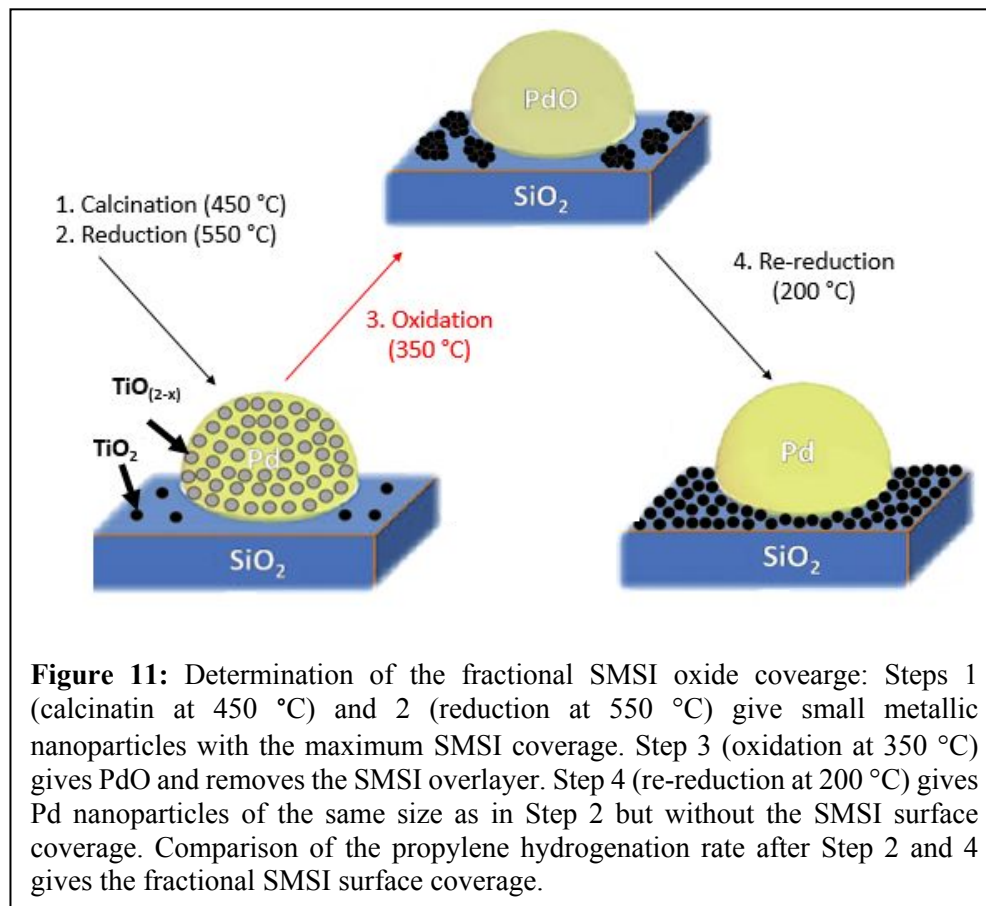 PdO
SiO₂
1. Calcination (450 °C)
2. Reduction (550 °C)
3. Oxidation
(350 °C)
4. Re-reduction
(200 °C)
TiO(2-x)
TiO₂
Pd
SiO₂
Pd
SiO₂
Figure 11: Determination of the fractional SMSI oxide covearge: Steps 1
(calcinatin at 450 °C) and 2 (reduction at 550 °C) give small metallic
nanoparticles with the maximum SMSI coverage. Step 3 (oxidation at 350 °C)
gives PdO and removes the SMSI overlayer. Step 4 (re-reduction at 200 °C) gives
Pd nanoparticles of the same size as in Step 2 but without the SMSI surface
coverage. Comparison of the propylene hydrogenation rate after Step 2 and 4
gives the fractional SMSI surface coverage.